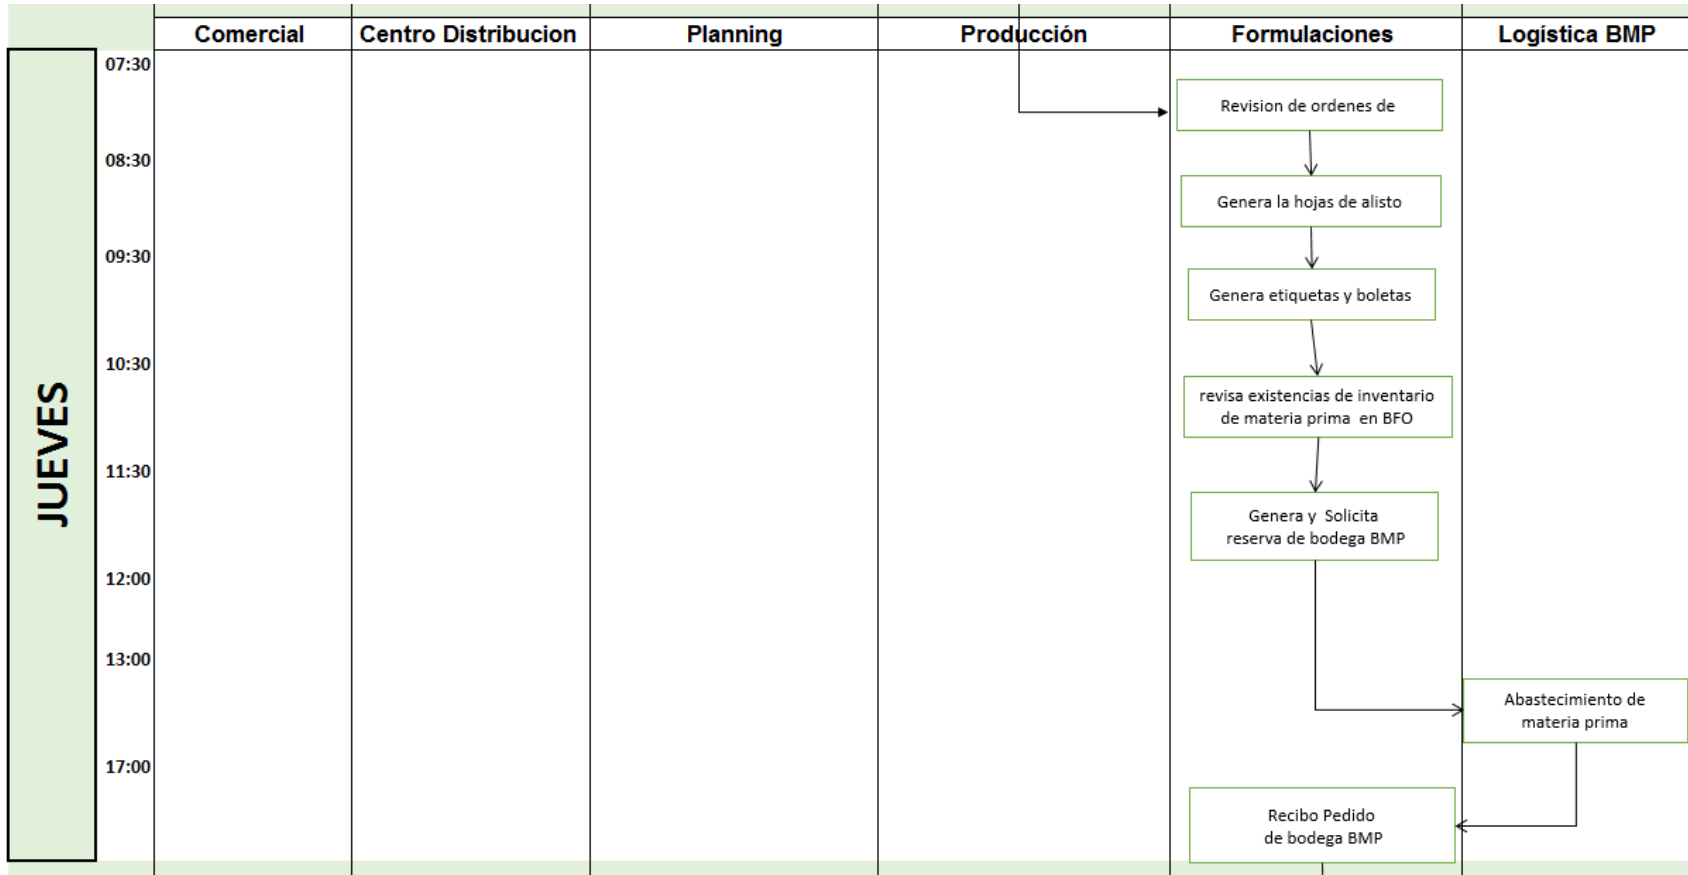 Comercial
Centro Distribucion
Planning
Producción
Formulaciones
Logística BMP
JUEVES
07:30
Revision de ordenes de
08:30
Genera la hojas de alisto
09:30
Genera etiquetas y boletas
10:30
revisa existencias de inventario
de materia prima en BFO
11:30
Genera y Solicita
reserva de bodega BMP
12:00
13:00
Abastecimiento de
materia prima
17:00
Recibo Pedido
de bodega BMP